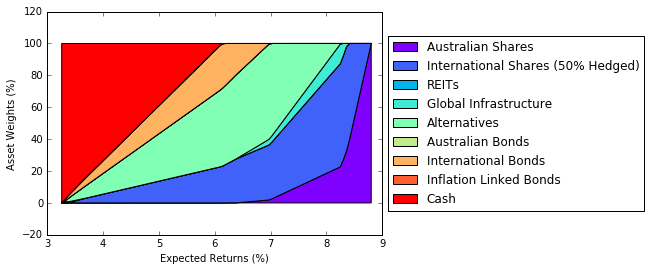 120
100
80
60
40
20
0
−20
Asset Weights (%)
3 4 5 6 7 8 9
Expected Returns (%)
Australian Shares
International Shares (50% Hedged)
REITs
Global Infrastructure
Alternatives
Australian Bonds
International Bonds
Inflation Linked Bonds
Cash